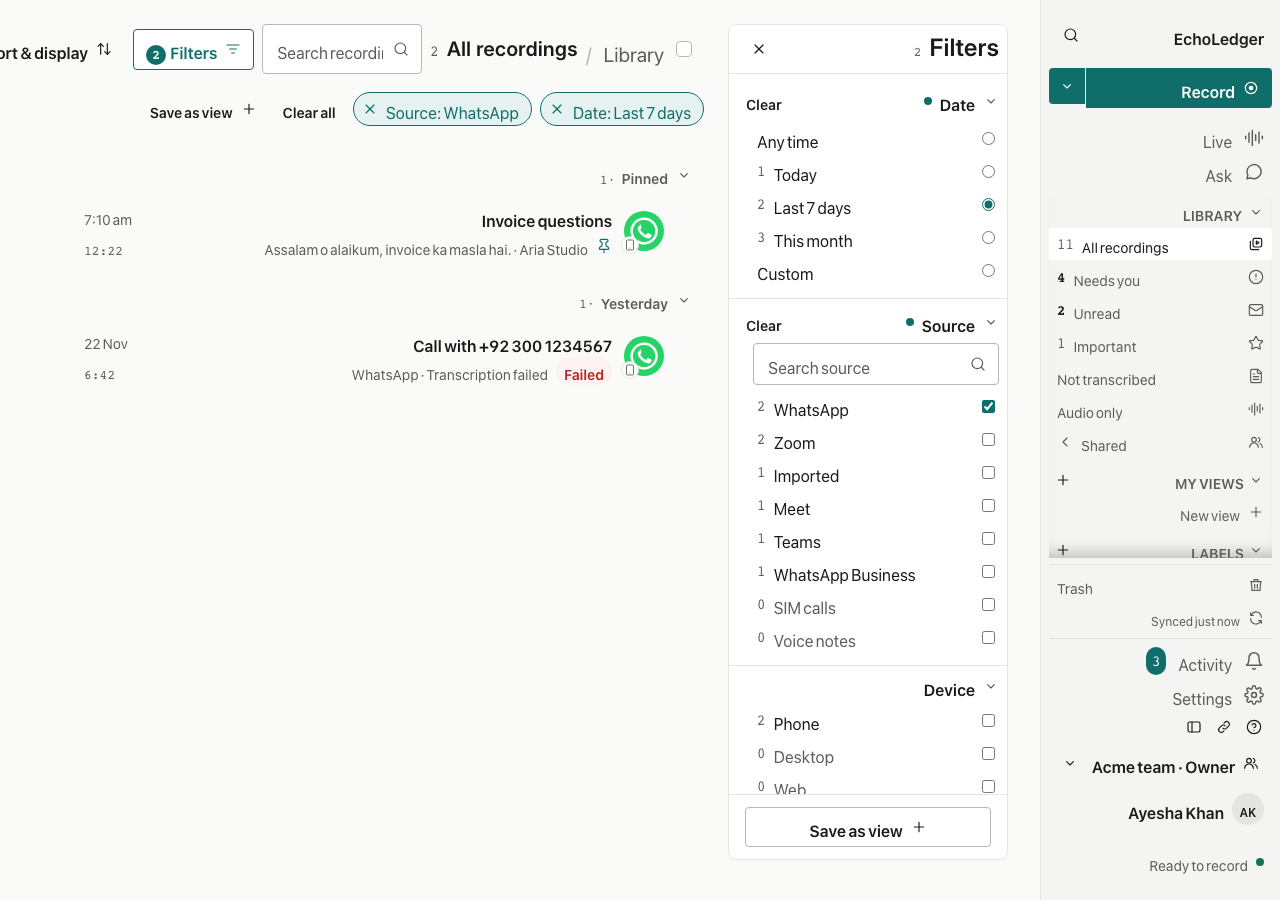 EchoLedger
Record
Live
Ask
LIBRARY
All recordings 11
Needs you 4
Unread 2
Important 1
Not transcribed
Audio only
Shared
MY VIEWS
New view
LABELS
Trash
Synced just now
Activity 3
Settings
Acme team · Owner
AK Ayesha Khan
Ready to record
Filters 2
Date Clear
Any time
Today 1
Last 7 days 2
This month 3
Custom
Source Clear
Search source
WhatsApp 2
Zoom 2
Imported 1
Meet 1
Teams 1
WhatsApp Business 1
SIM calls 0
Voice notes 0
Device
Phone 2
Desktop 0
Web 0
Save as view
Library / All recordings 2
Search recordin
Filters 2
ort & display
Date: Last 7 days
Source: WhatsApp
Clear all
Save as view
Pinned · 1
Invoice questions 7:10 am
Assalam o alaikum, invoice ka masla hai. · Aria Studio 12:22
Yesterday · 1
Call with +92 300 1234567 22 Nov
Failed WhatsApp · Transcription failed 6:42